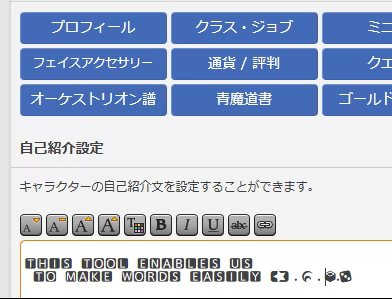 プロフィール
クラス・ジョブ
ミニ
フェイスアクセサリー
通貨 / 評判
クエ
オーケストリオン譜
青魔道書
ゴールド
自己紹介設定
キャラクターの自己紹介文を設定することができます。
A A A A T B I U abc
THIS TOOL ENABLES US
TO MAKE WORDS EASILY